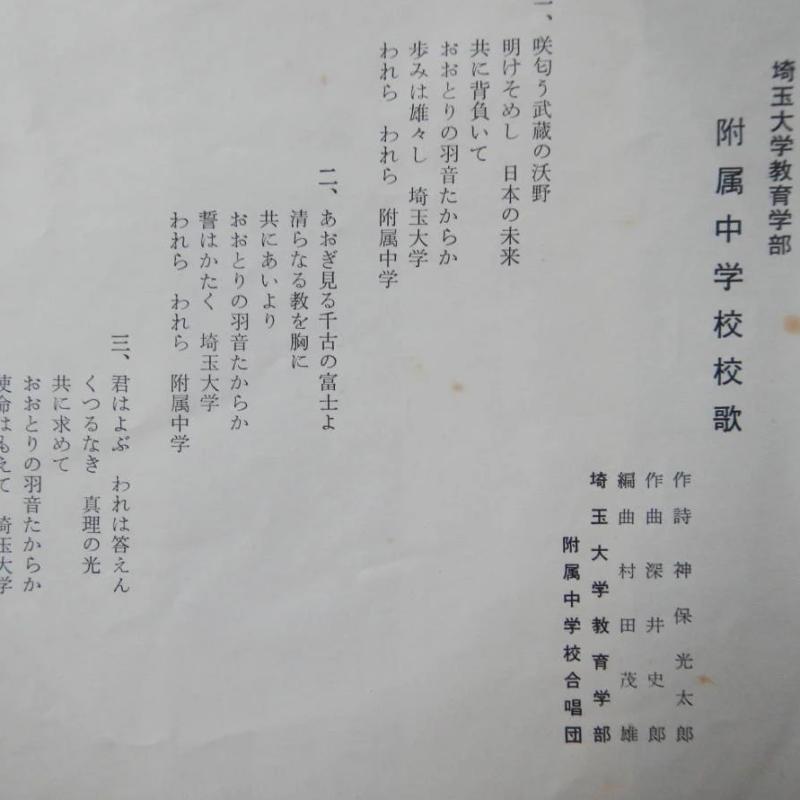 埼玉大学教育学部
附属中学校校歌
作詩 神保光太郎
作曲 深井史郎
編曲 村田茂雄
埼玉大学教育学部
附属中学校合唱団
一、咲匂う武蔵の沃野
明けそめし 日本の未来
共に背負いて
おおとりの羽音たからか
歩みは雄々し 埼玉大学
われら われら 附属中学
二、あおぎ見る千古の富士よ
清らなる教を胸に
共にあいより
おおとりの羽音たからか
誓はかたく 埼玉大学
われら われら 附属中学
三、君はよぶ われは答えん
くつるなき 真理の光
共に求めて
おおとりの羽音たからか
使命はもえて 埼玉大学